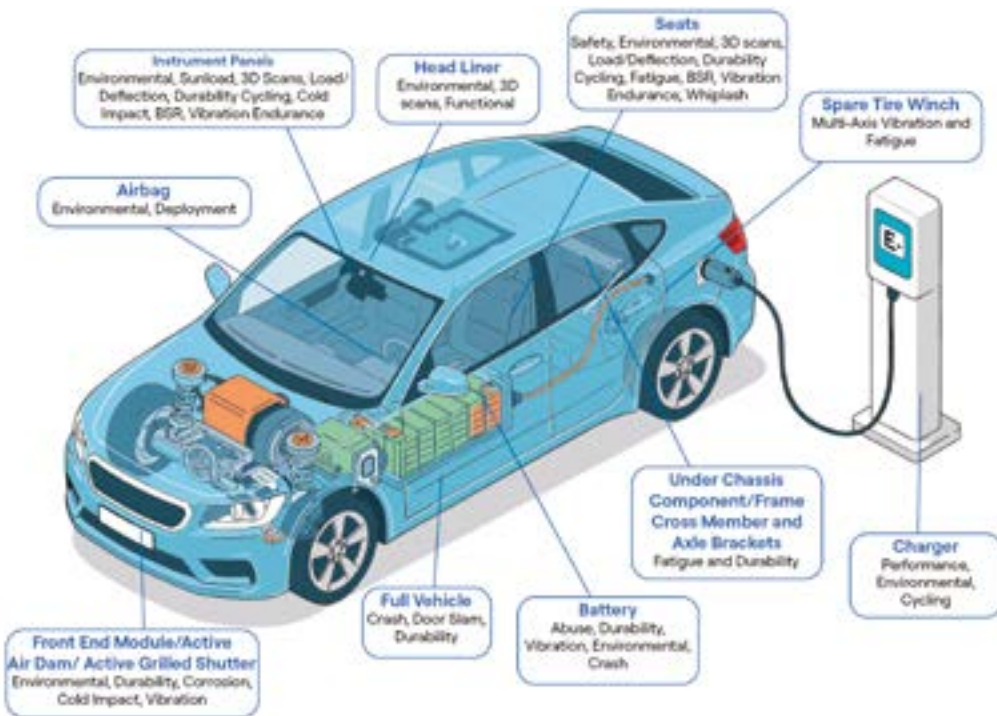 Instrument Panels
Environmental, Sunload, 3D Scans, Load/
Deflection, Durability Cycling, Cold
Impact, BSR, Vibration Endurance
Head Liner
Environmental, 3D
scans, Functional
Seats
Safety, Environmental, 3D scans,
Load/Deflection, Durability
Cycling, Fatigue, BSR, Vibration
Endurance, Whiplash
Spare Tire Winch
Multi-Axis Vibration and
Fatigue
Airbag
Environmental, Deployment
E.
Under Chassis
Component/Frame
Cross Member and
Axle Brackets
Fatigue and Durability
Charger
Performance,
Environmental,
Cycling
Full Vehicle
Crash, Door Slam,
Durability
Battery
Abuse, Durability,
Vibration, Environmental,
Crash
Front End Module/Active
Air Dam/ Active Grilled Shutter
Environmental, Durability, Corrosion,
Cold Impact, Vibration